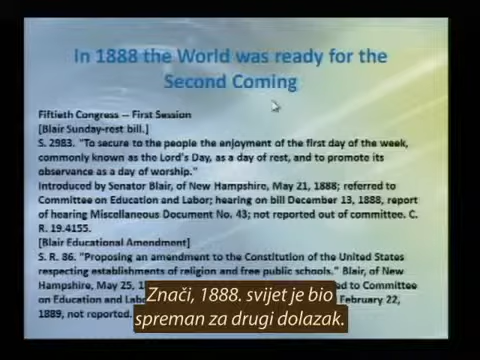 In 1888 the World was ready for the
Second Coming
Fiftieth Congress — First Session
[Blair Sunday-rest bill.]
S. 2983. "To secure to the people the enjoyment of the first day of the week,
commonly known as the Lord's Day, as a day of rest, and to promote its
observance as a day of worship."
Introduced by Senator Blair, of New Hampshire, May 21, 1888; referred to
Committee on Education and Labor; hearing on bill December 13, 1888, report
of hearing Miscellaneous Document No. 43; not reported out of committee. C.
R. 19.4155.
[Blair Educational Amendment]
S. R. 86. "Proposing an amendment to the Constitution of the United States
respecting establishments of religion and free public schools." Blair, of New
Hampshire, May 25, to Committee
on Education and February 22,
1889, not reported.
Znači, 1888. svijet je bio
spreman za drugi dolazak.